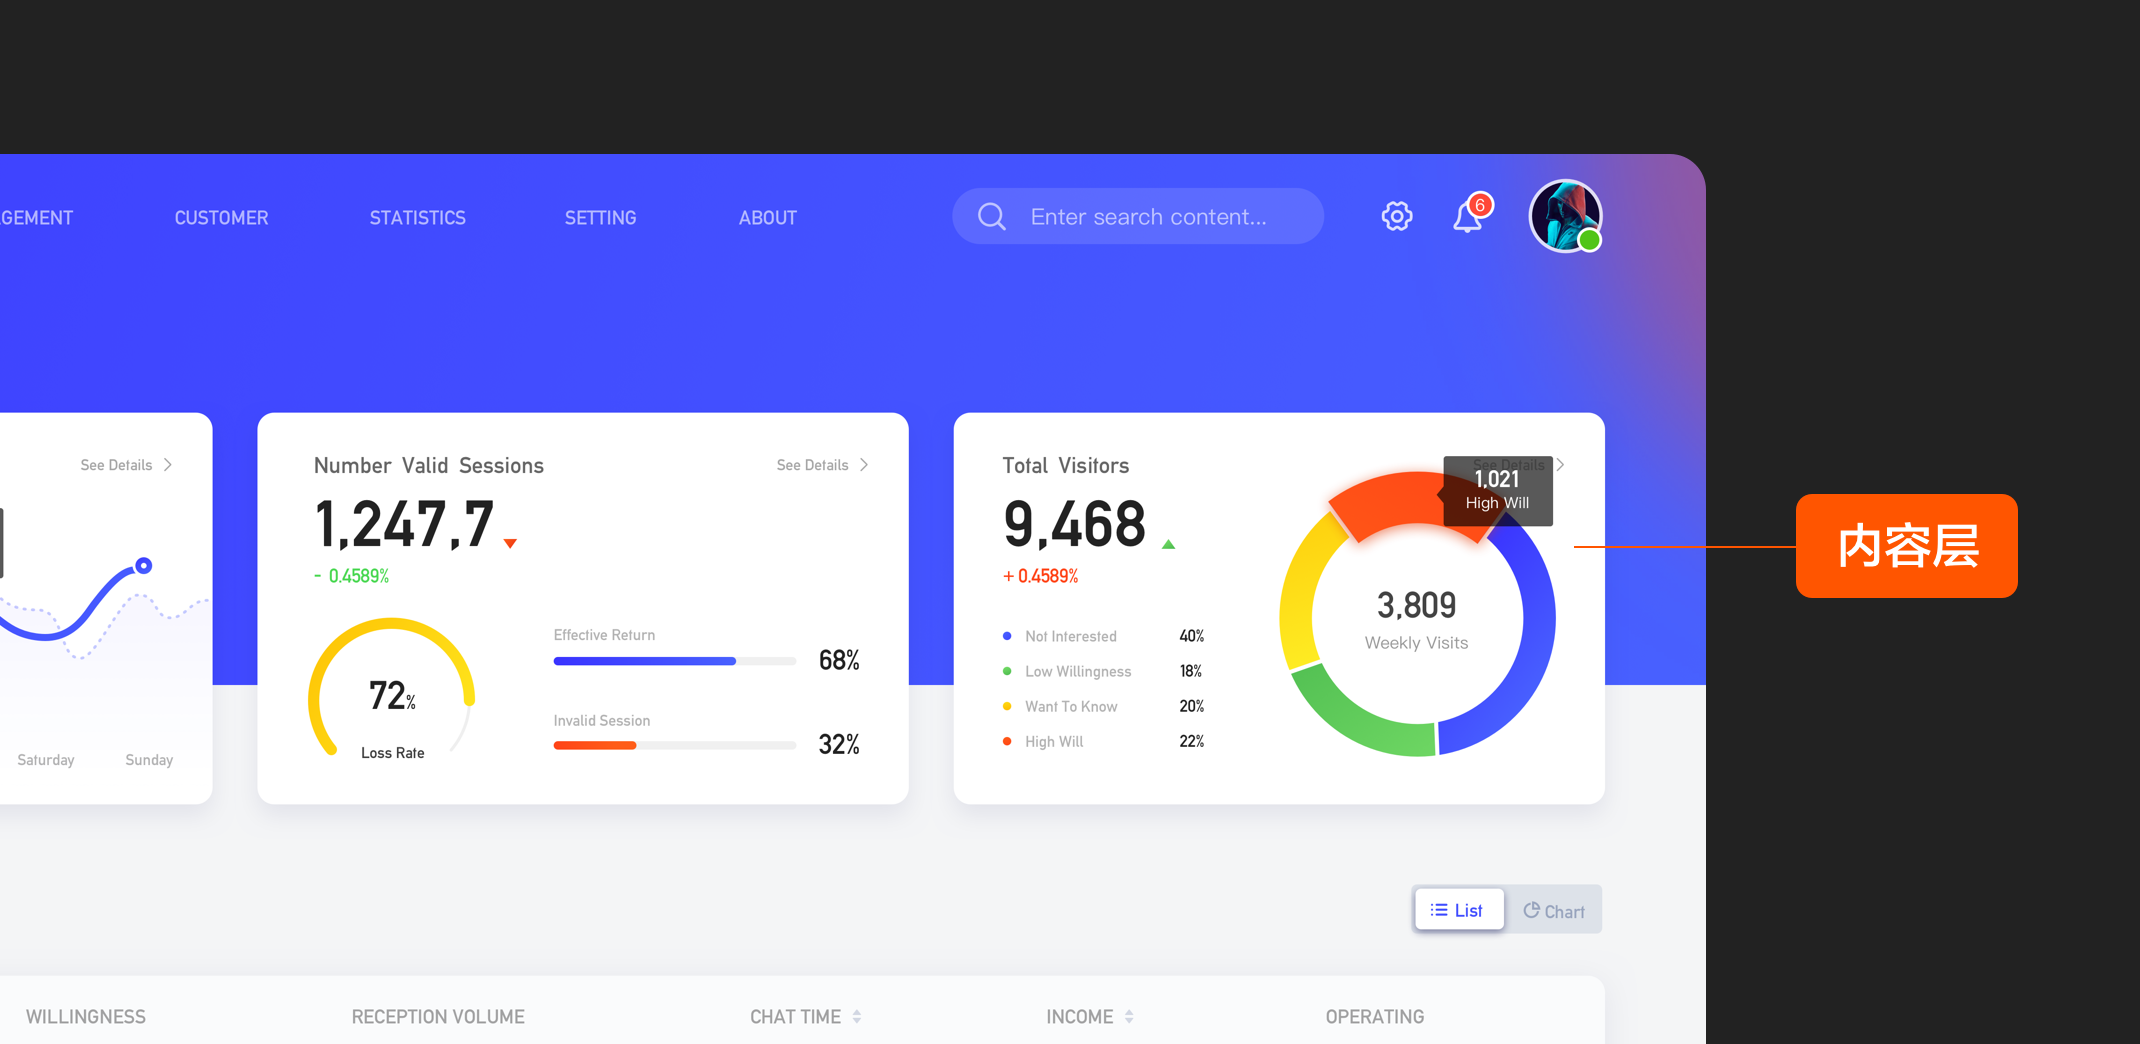 GEMENT
CUSTOMER
STATISTICS
SETTING
ABOUT
Enter search content...
6
See Details
Saturday
Sunday
Number Valid Sessions
See Details
1,247,7
- 0.4589%
72%
Loss Rate
Effective Return
68%
Invalid Session
32%
Total Visitors
See Details
9,468
+ 0.4589%
Not Interested 40%
Low Willingness 18%
Want To Know 20%
High Will 22%
1,021
High Will
3,809
Weekly Visits
内容层
List
Chart
WILLINGNESS
RECEPTION VOLUME
CHAT TIME
INCOME
OPERATING